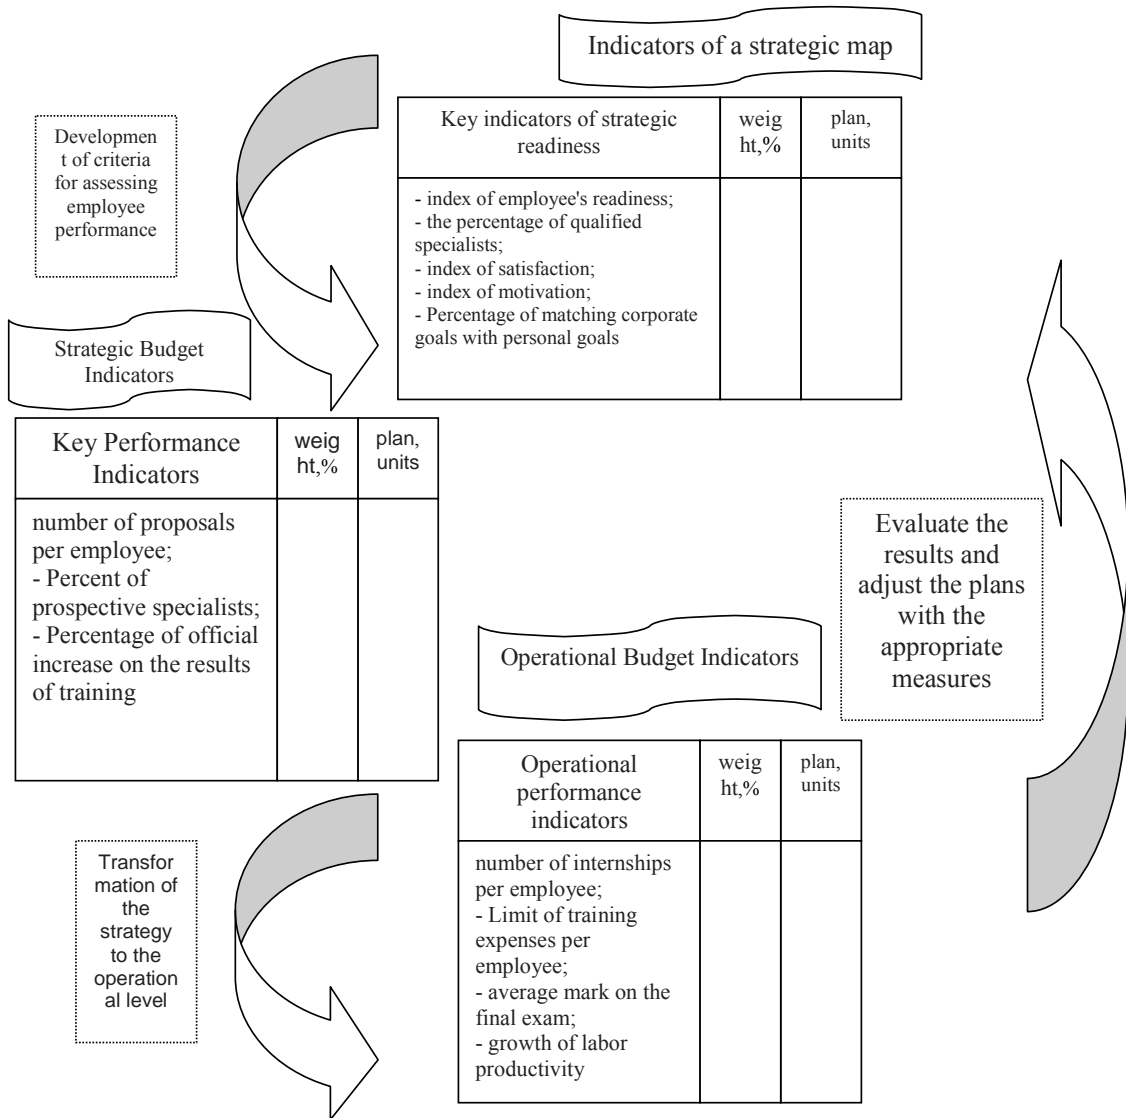 Indicators of a strategic map
Key indicators of strategic
readiness
weig
ht,%
plan,
units
- index of employee's readiness;
- the percentage of qualified
specialists;
- index of satisfaction;
- index of motivation;
- Percentage of matching corporate
goals with personal goals
Developmen
t of criteria
for assessing
employee
performance
Strategic Budget
Indicators
Key Performance
Indicators
weig
ht,%
plan,
units
number of proposals
per employee;
- Percent of
prospective specialists;
- Percentage of official
increase on the results
of training
Evaluate the
results and
adjust the plans
with the
appropriate
measures
Operational Budget Indicators
Operational
performance
indicators
weig
ht,%
plan,
units
number of internships
per employee;
- Limit of training
expenses per
employee;
- average mark on the
final exam;
- growth of labor
productivity
Transfor
mation of
the
strategy
to the
operation
al level